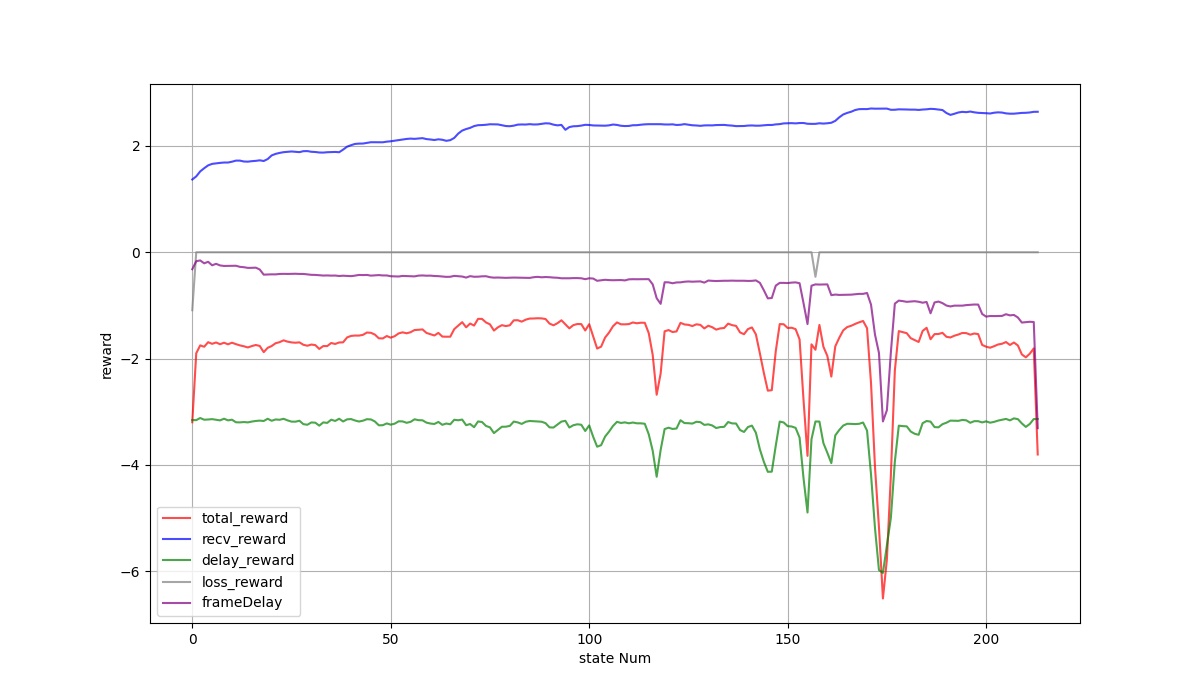 reward
2
0
−2
−4
−6
total_reward
recv_reward
delay_reward
loss_reward
frameDelay
0
50
100
150
200
state Num